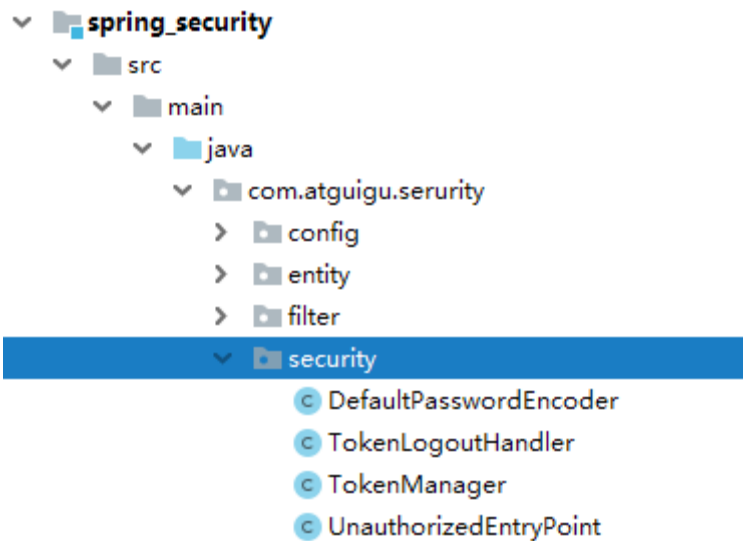 spring_security
src
main
java
com.atguigu.serurity
config
entity
filter
security
C DefaultPasswordEncoder
C TokenLogoutHandler
C TokenManager
C UnauthorizedEntryPoint